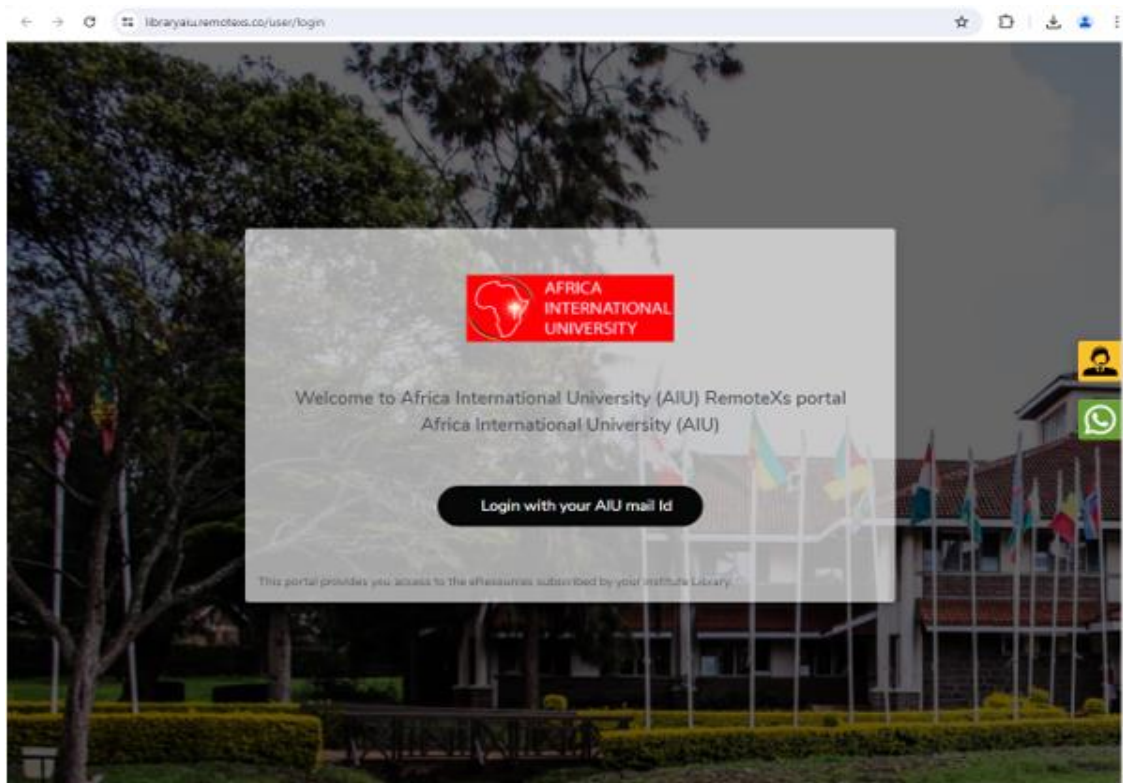 libraryaiu.remotexs.co/user/login
AFRICA
INTERNATIONAL
UNIVERSITY
Welcome to Africa International University (AIU) RemoteXs portal
Africa International University (AIU)
Login with your AIU mail Id
This portal provides you access to the eResources subscribed by your institute Library.